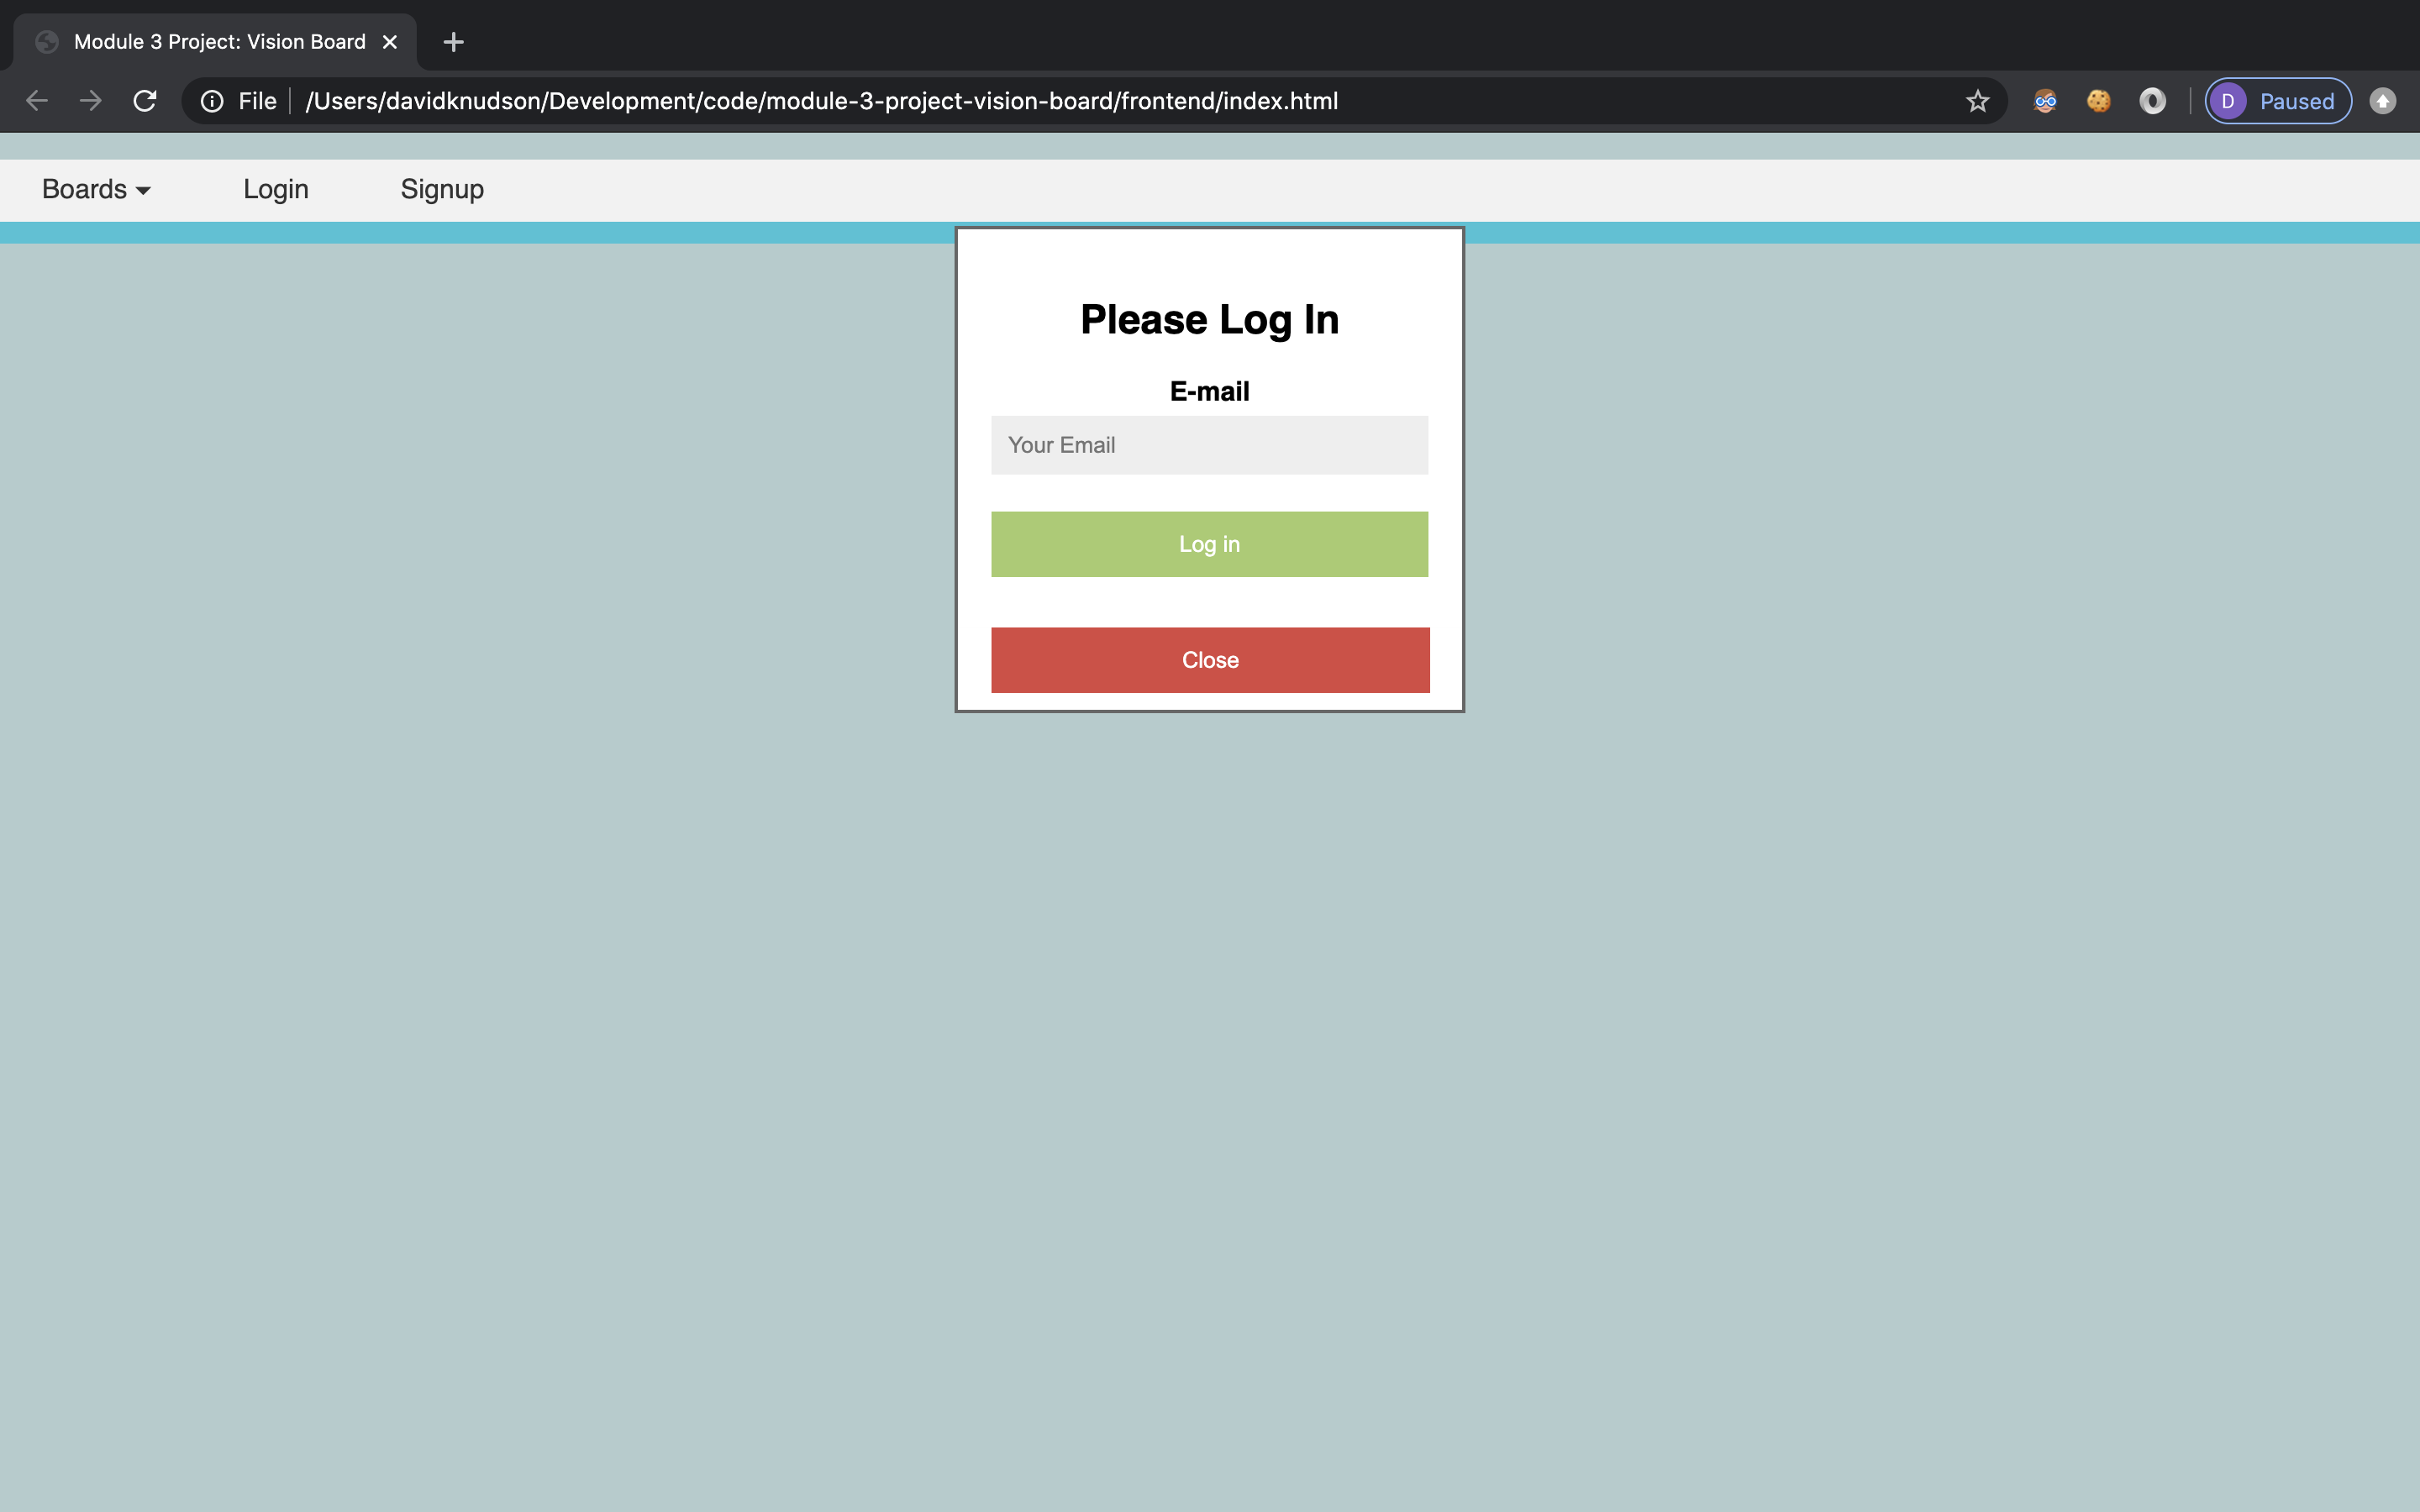 Module 3 Project: Vision Board
File /Users/davidknudson/Development/code/module-3-project-vision-board/frontend/index.html D Paused
Boards Login Signup
Please Log In
E-mail
Your Email
Log in
Close